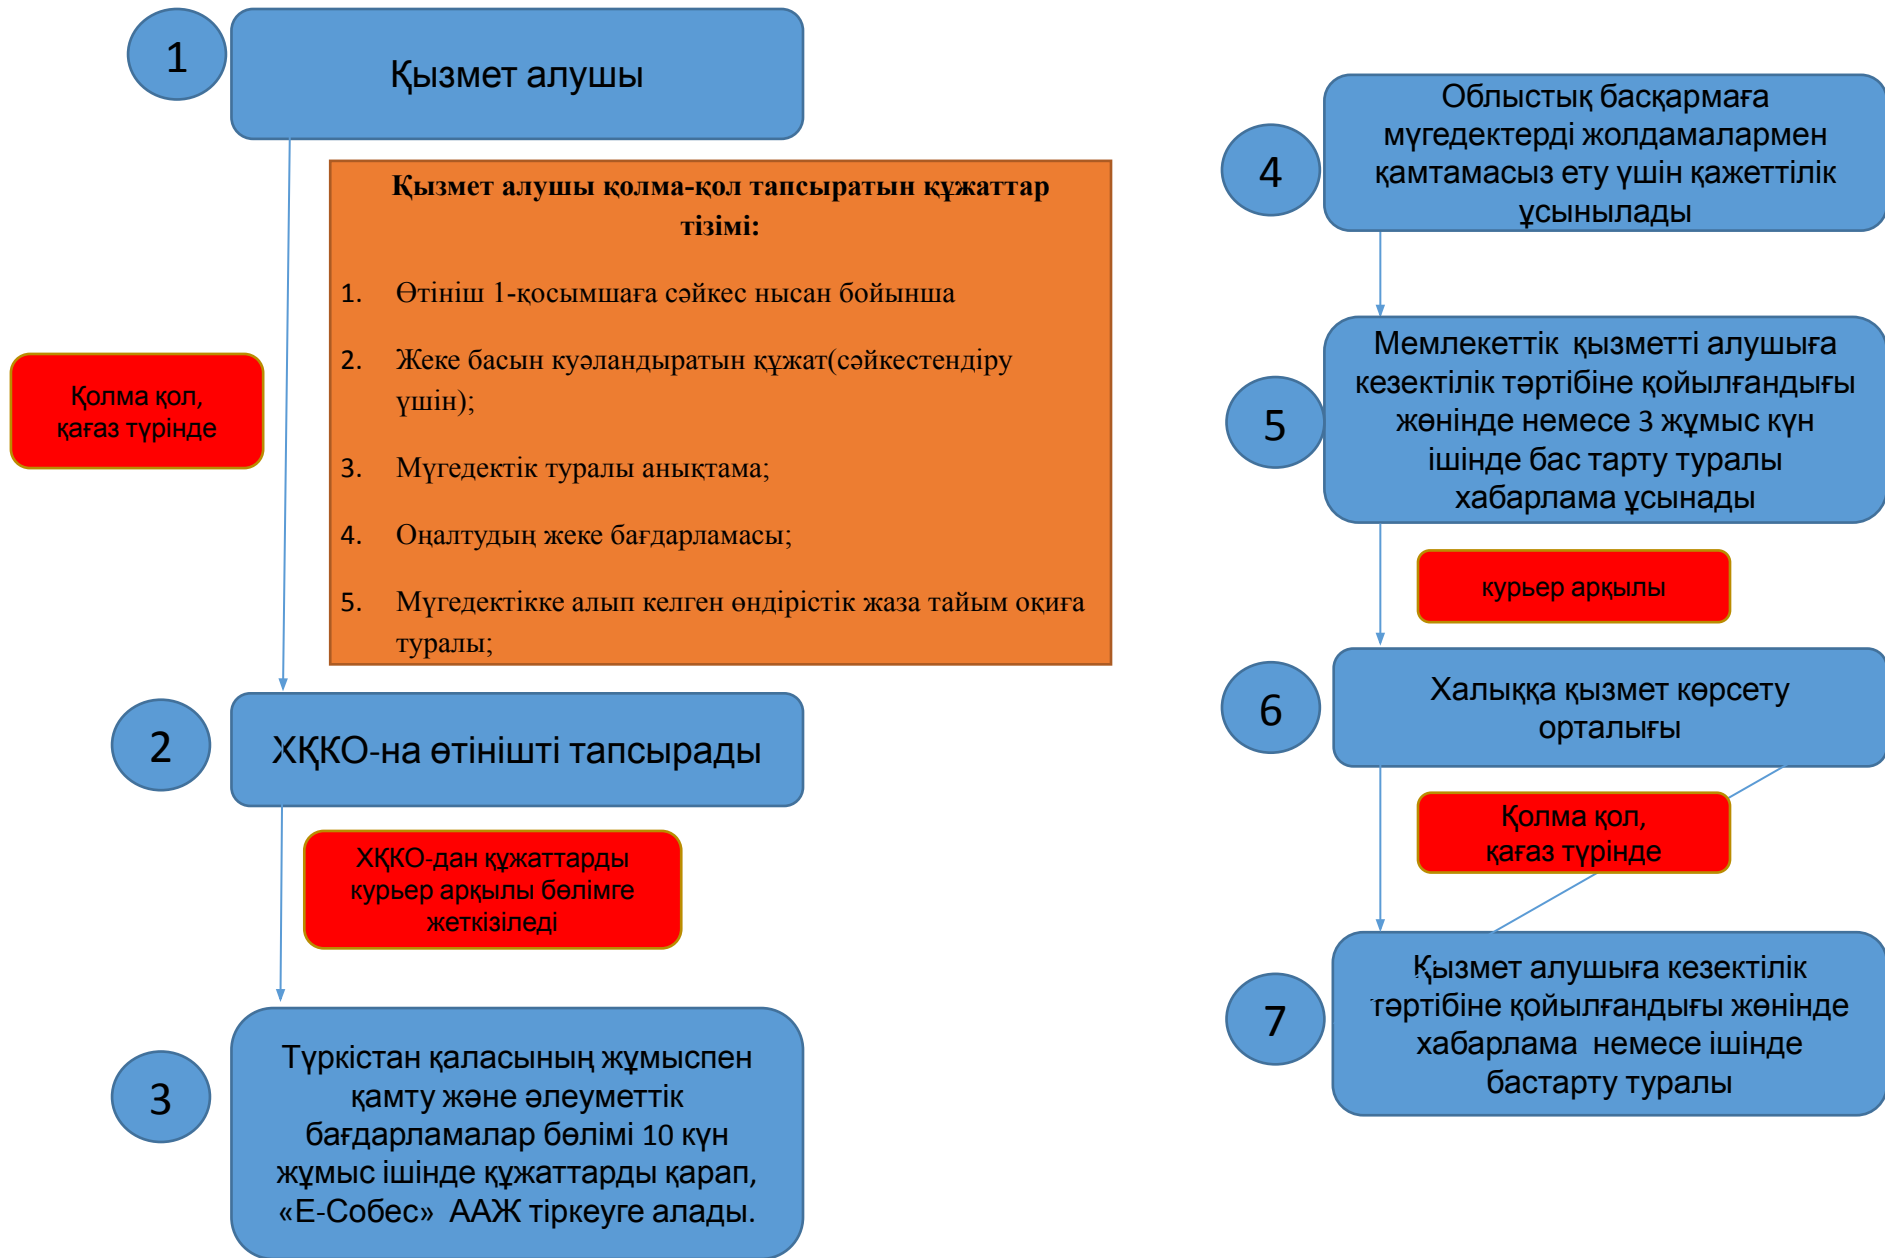 1
Қызмет алушы
Қызмет алушы қолма-қол тапсыратын құжаттар
тізімі:
1. Өтініш 1-қосымшаға сәйкес нысан бойынша
2. Жеке басын куәландыратын құжат(сәйкестендіру
үшін);
3. Мүгедектік туралы анықтама;
4. Оңалтудың жеке бағдарламасы;
5. Мүгедектікке алып келген өндірістік жаза тайым оқиға
туралы;
Қолма қол,
қағаз түрінде
2
ХҚКО-на өтінішті тапсырады
ХҚКО-дан құжаттарды
курьер арқылы бөлімге
жеткізіледі
3
Түркістан қаласының жұмыспен
қамту және әлеуметтік
бағдарламалар бөлімі 10 күн
жұмыс ішінде құжаттарды қарап,
«Е-Собес» ААЖ тіркеуге алады.
4
Облыстық басқармаға
мүгедектерді жолдамалармен
қамтамасыз ету үшін қажеттілік
ұсынылады
5
Мемлекеттік қызметті алушыға
кезектілік тәртібіне қойылғандығы
жөнінде немесе 3 жұмыс күн
ішінде бас тарту туралы
хабарлама ұсынады
курьер арқылы
6
Халыққа қызмет көрсету
орталығы
Қолма қол,
қағаз түрінде
7
Қызмет алушыға кезектілік
тәртібіне қойылғандығы жөнінде
хабарлама немесе ішінде
бастарту туралы